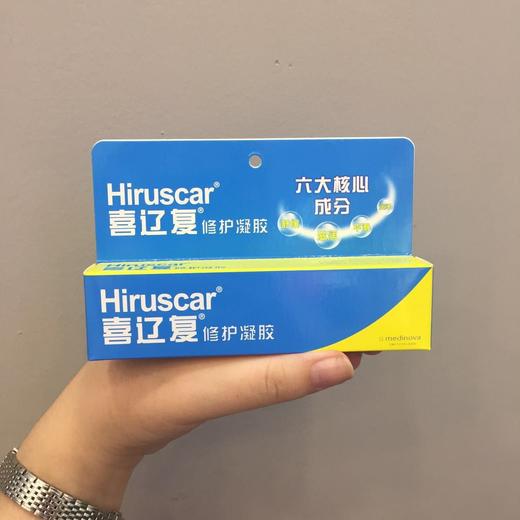 Hiruscar®
喜辽复® 修护凝胶
六大核心
成分
Hiruscar®
喜辽复® 修护凝胶
medinova